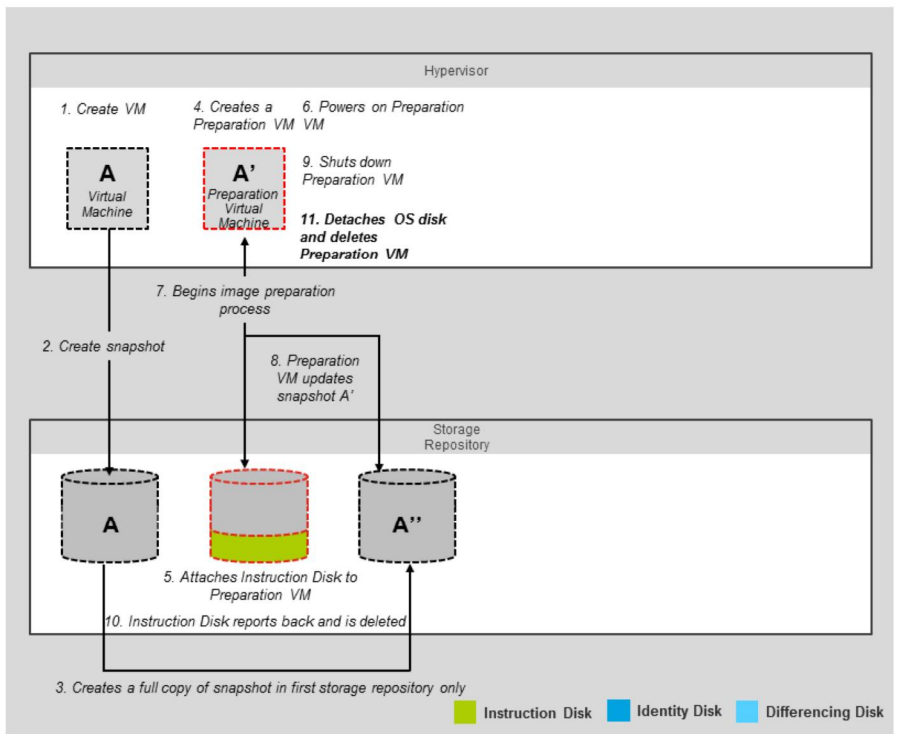 Hypervisor
1. Create VM
4. Creates a
Preparation VM
6. Powers on Preparation
VM
A
Virtual
Machine
A’
Preparation
Virtual
Machine
9. Shuts down
Preparation VM
11. Detaches OS disk
and deletes
Preparation VM
7. Begins image preparation
process
2. Create snapshot
8. Preparation
VM updates
snapshot A’
Storage
Repository
A
A’’
5. Attaches Instruction Disk to
Preparation VM
10. Instruction Disk reports back and is deleted
3. Creates a full copy of snapshot in first storage repository only
Instruction Disk
Identity Disk
Differencing Disk